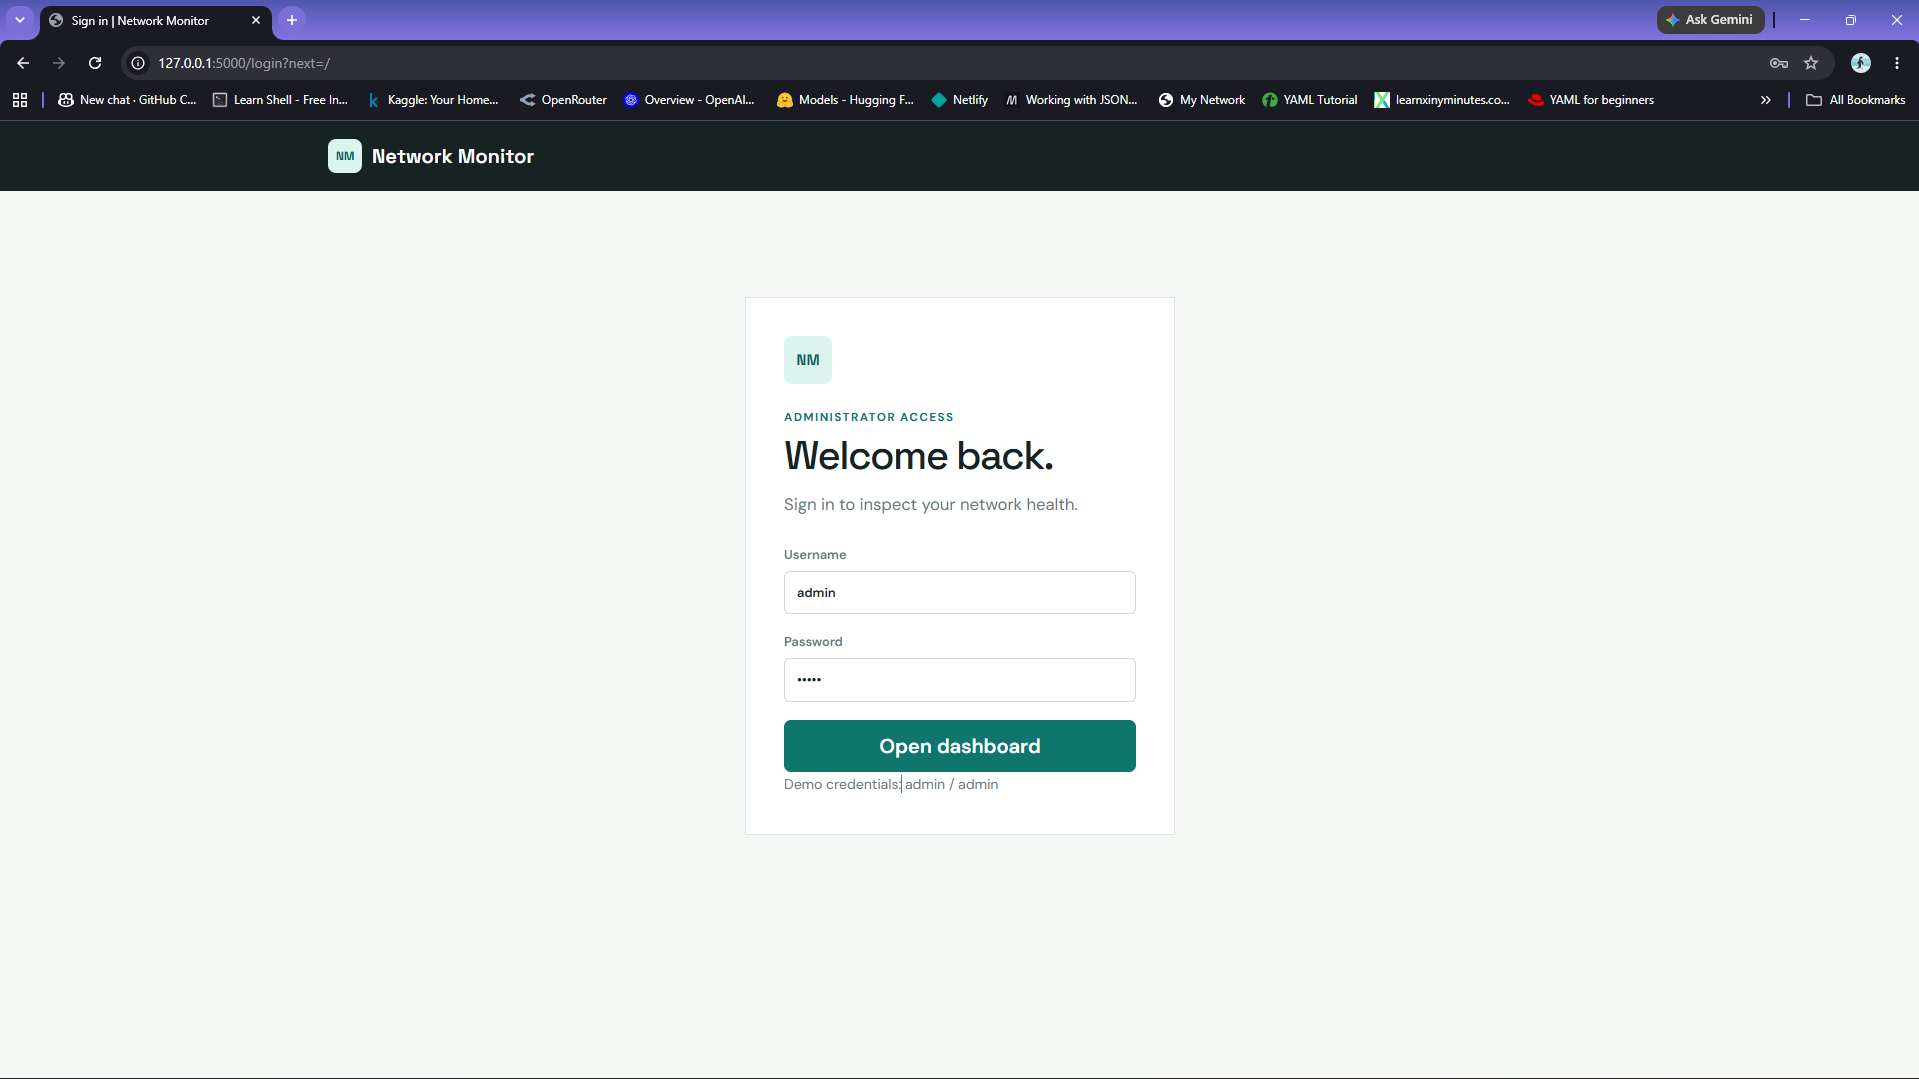 Sign in | Network Monitor
Ask Gemini
127.0.0.1:5000/login?next=/
New chat · GitHub C...
Learn Shell - Free In...
Kaggle: Your Home...
OpenRouter
Overview - OpenAI...
Models - Hugging F...
Netlify
Working with JSON...
My Network
YAML Tutorial
learnxinyminutes.co...
YAML for beginners
All Bookmarks
NM Network Monitor
NM
ADMINISTRATOR ACCESS
Welcome back.
Sign in to inspect your network health.
Username
admin
Password
•••••
Open dashboard
Demo credentials: admin / admin